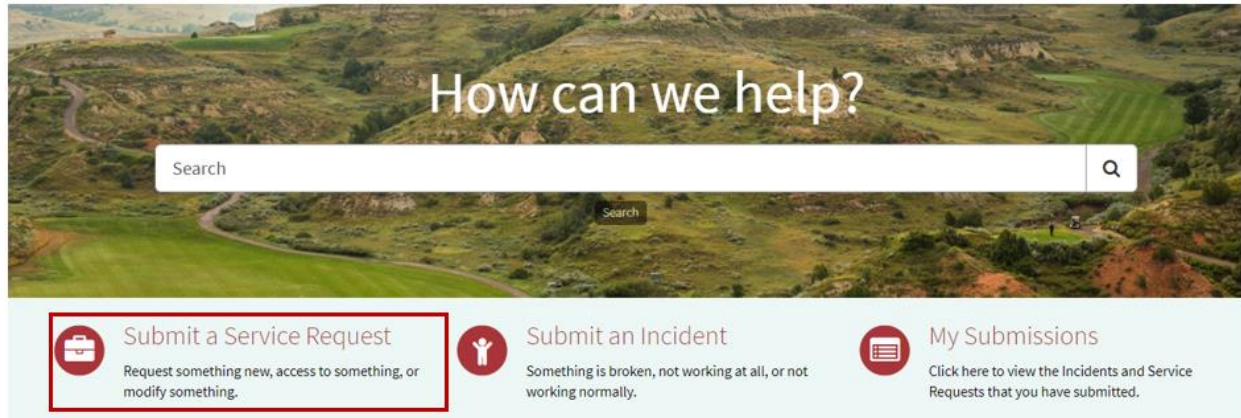 How can we help?
Search
Search
Submit a Service Request
Request something new, access to something, or
modify something.
Submit an Incident
Something is broken, not working at all, or not
working normally.
My Submissions
Click here to view the Incidents and Service
Requests that you have submitted.